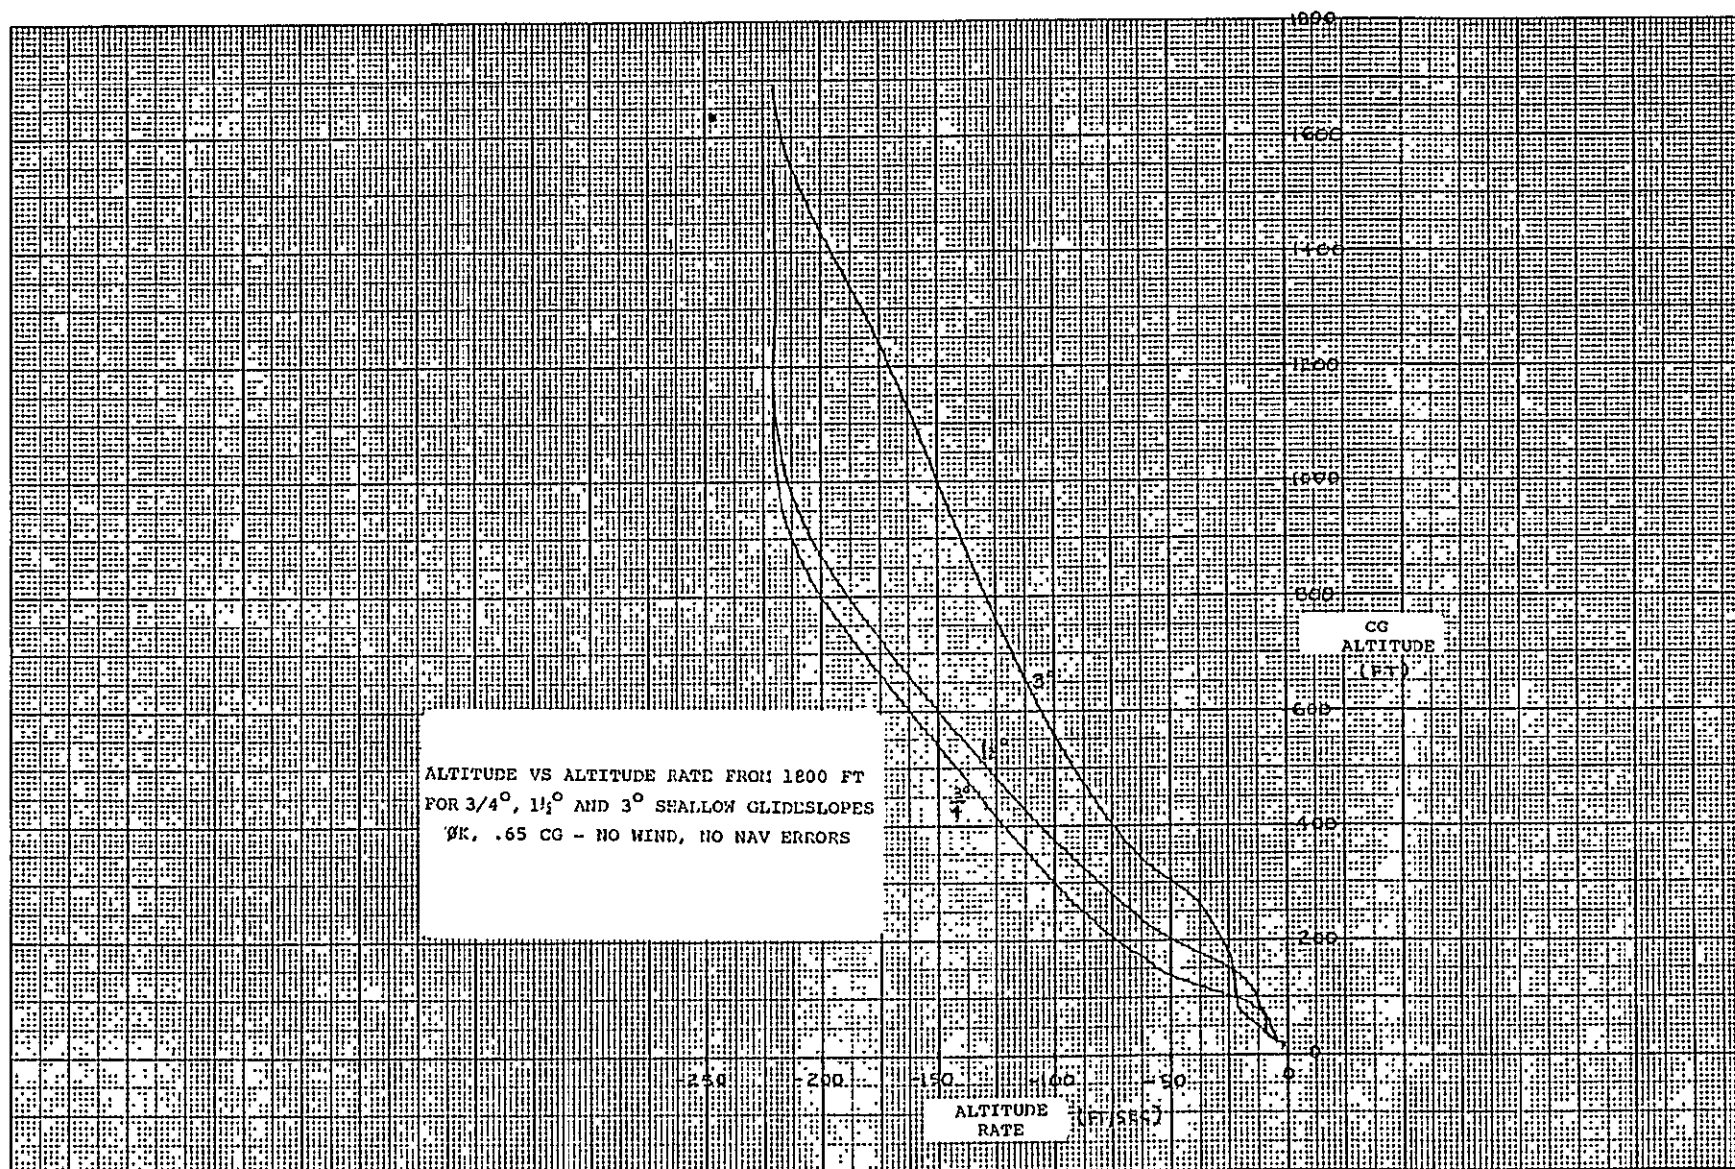 1800
1600
1400
1200
1000
800
CG
ALTITUDE
(FT)
3°
600
1½°
ALTITUDE VS ALTITUDE RATE FROM 1800 FT
FOR 3/4°, 1½° AND 3° SHALLOW GLIDESLOPES
ØK, .65 CG - NO WIND, NO NAV ERRORS
3/4°
400
200
0
-250 -200 -150 -100 -50 0
ALTITUDE (FT/SEC)
RATE